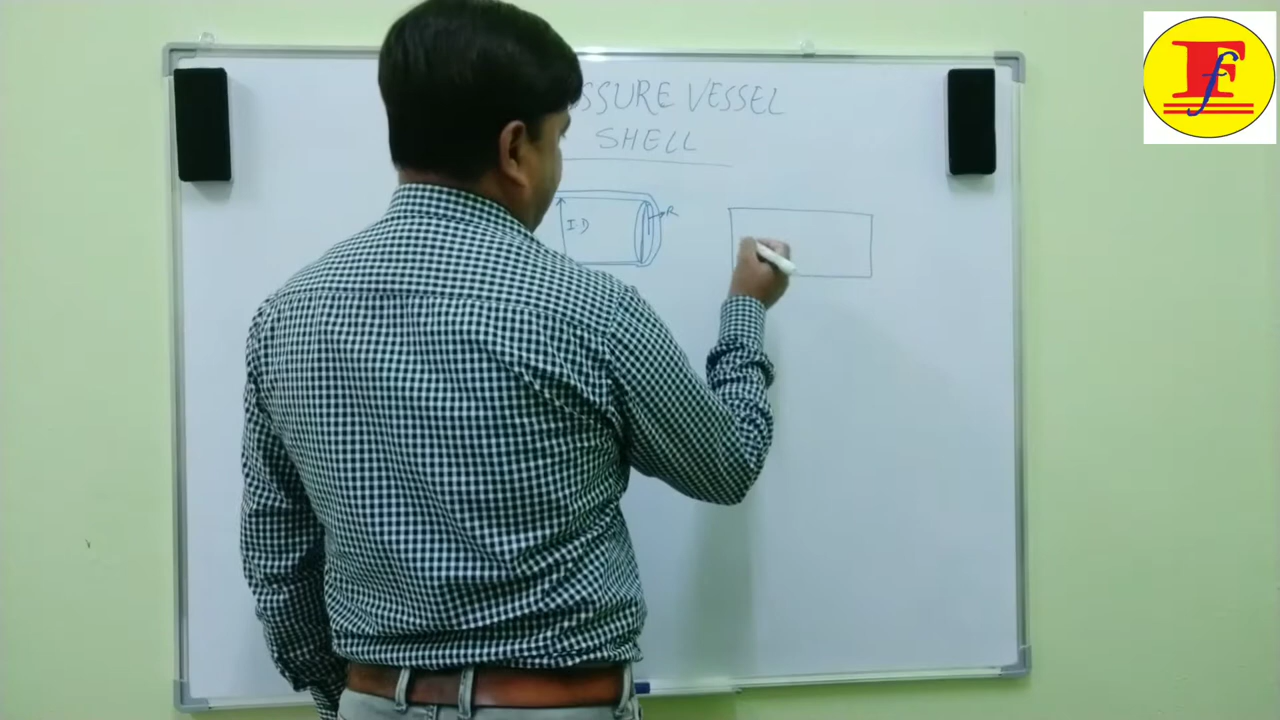 SSURE VESSEL
SHELL
I.D
R
F
f